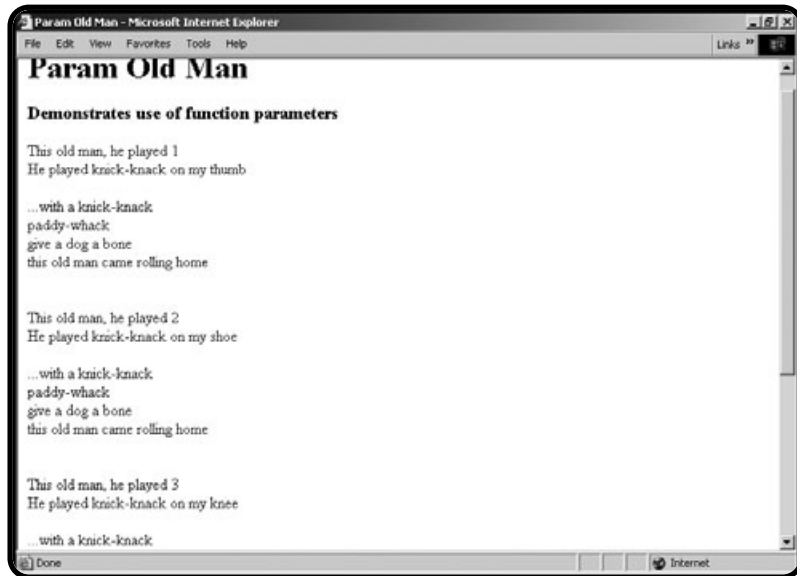 Param Old Man - Microsoft Internet Explorer
File Edit View Favorites Tools Help
Links »
Param Old Man
Demonstrates use of function parameters
This old man, he played 1
He played knick-knack on my thumb
...with a knick-knack
paddy-whack
give a dog a bone
this old man came rolling home
This old man, he played 2
He played knick-knack on my shoe
...with a knick-knack
paddy-whack
give a dog a bone
this old man came rolling home
This old man, he played 3
He played knick-knack on my knee
...with a knick-knack
Done
Internet